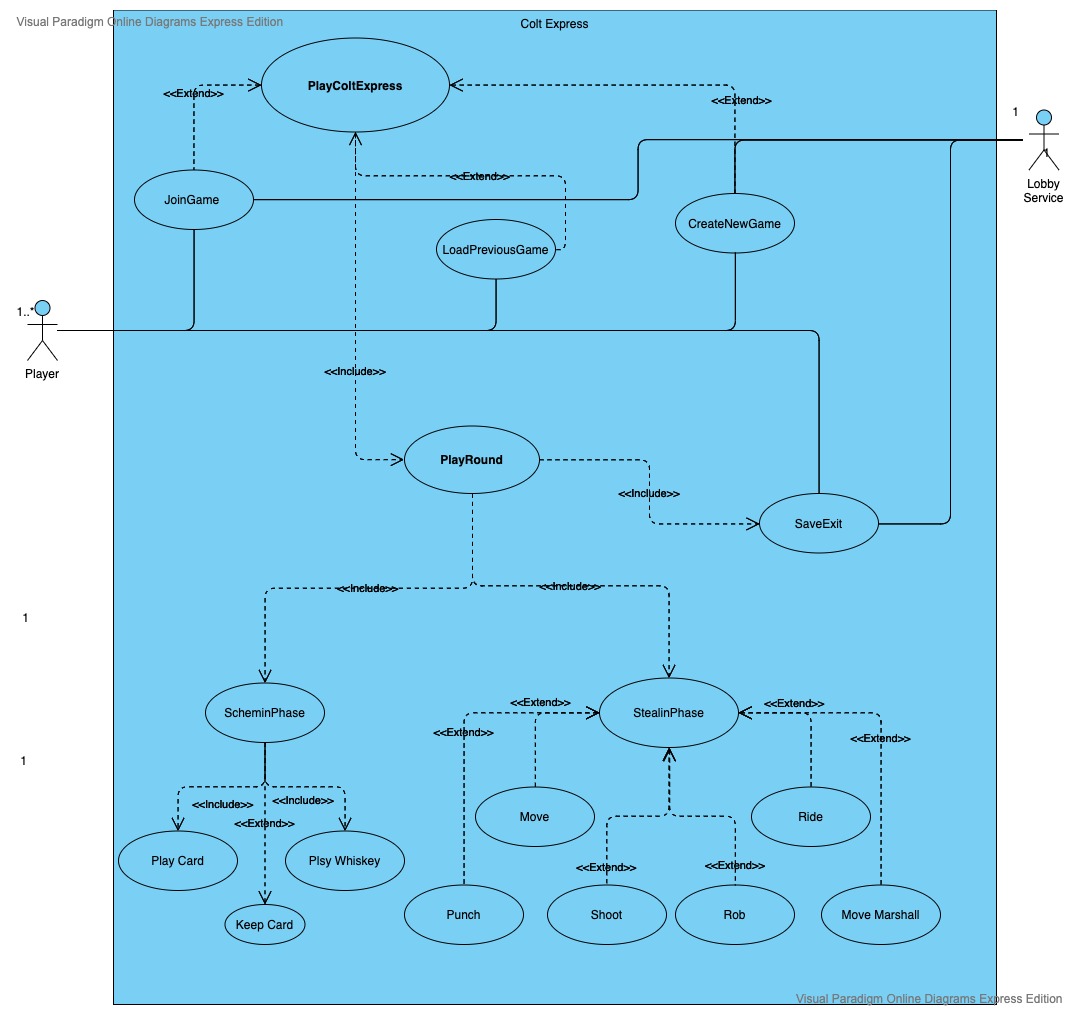 Visual Paradigm Online Diagrams Express Edition
Colt Express
PlayColtExpress
<<Extend>>
<<Extend>>
1
1
Lobby
Service
<<Extend>>
JoinGame
CreateNewGame
LoadPreviousGame
1..*
Player
<<Include>>
PlayRound
<<Include>>
SaveExit
<<Include>>
<<Include>>
1
ScheminPhase
StealinPhase
<<Extend>>
<<Extend>>
<<Extend>>
<<Extend>>
1
<<Include>>
<<Include>>
<<Extend>>
Move
Ride
Play Card
Plsy Whiskey
<<Extend>>
<<Extend>>
Keep Card
Punch
Shoot
Rob
Move Marshall
Visual Paradigm Online Diagrams Express Edition